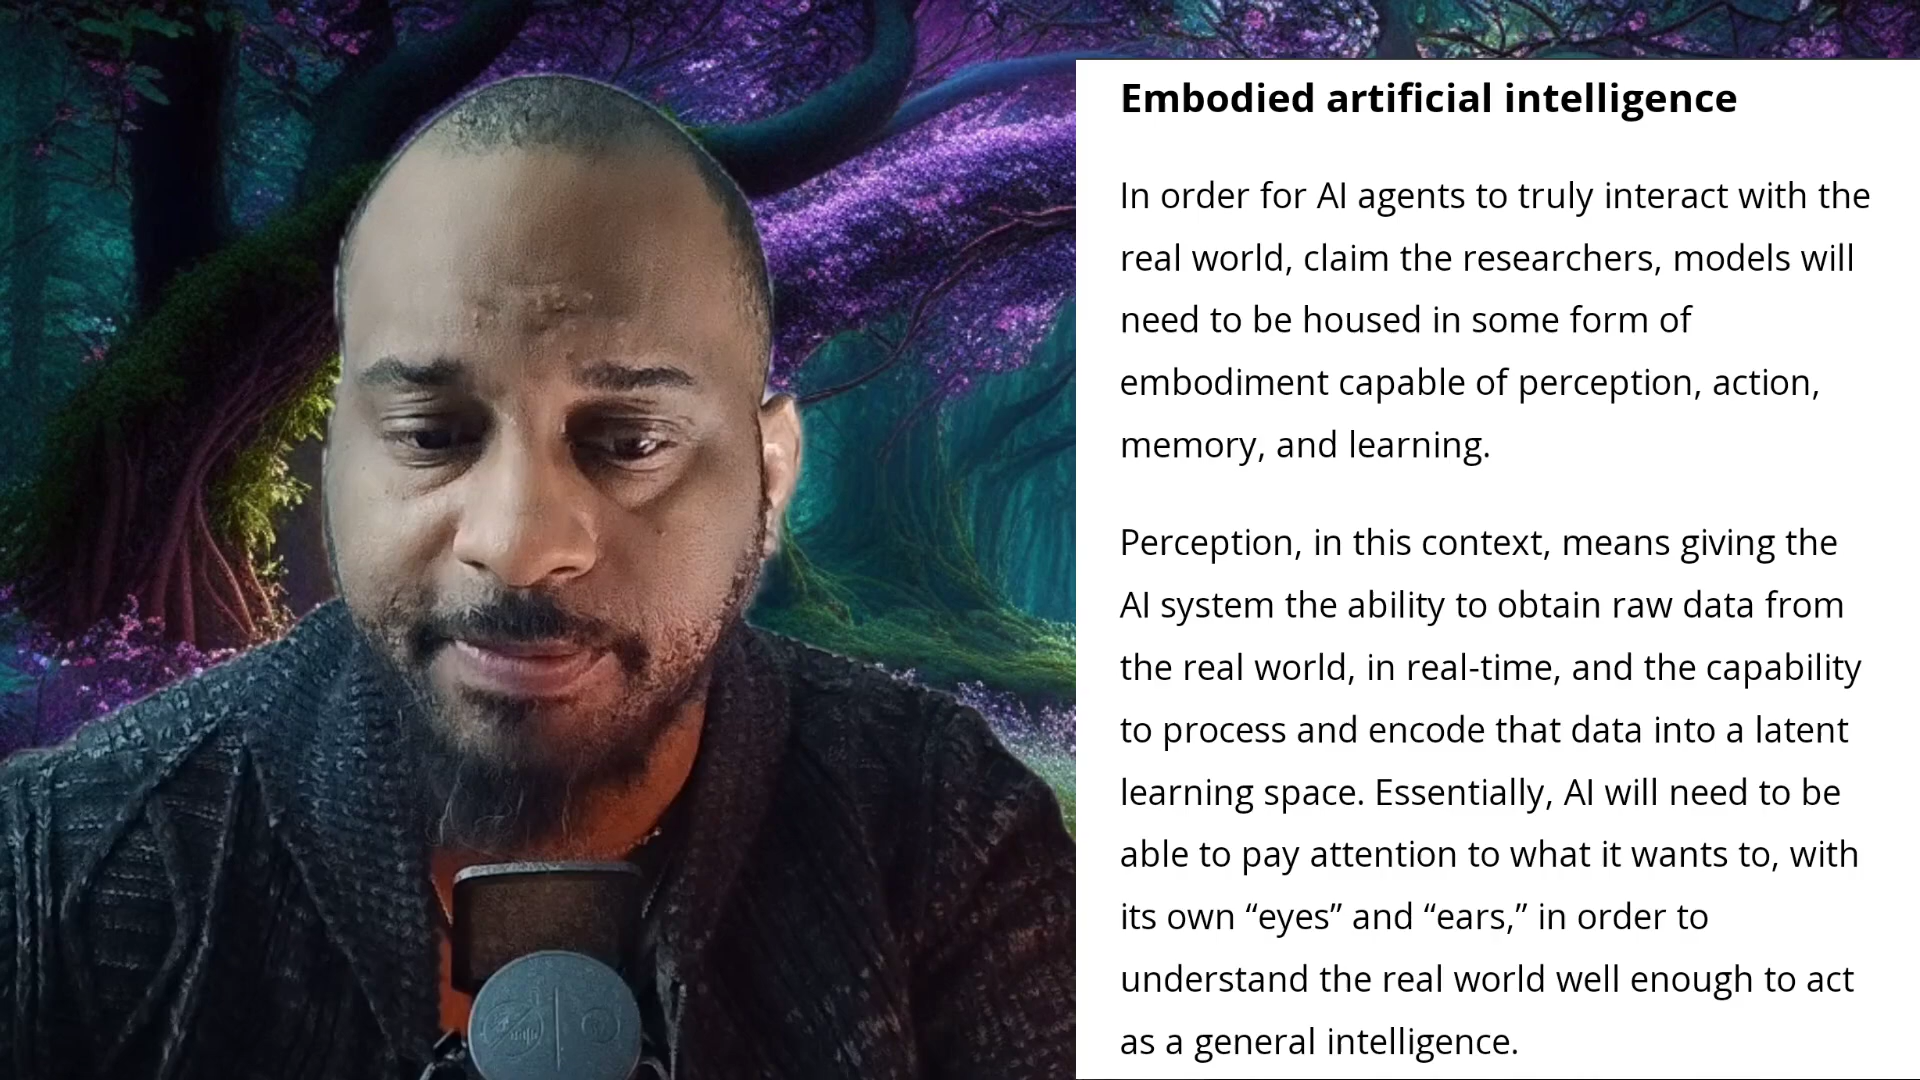 Embodied artificial intelligence
In order for AI agents to truly interact with the
real world, claim the researchers, models will
need to be housed in some form of
embodiment capable of perception, action,
memory, and learning.
Perception, in this context, means giving the
AI system the ability to obtain raw data from
the real world, in real-time, and the capability
to process and encode that data into a latent
learning space. Essentially, AI will need to be
able to pay attention to what it wants to, with
its own “eyes” and “ears,” in order to
understand the real world well enough to act
as a general intelligence.